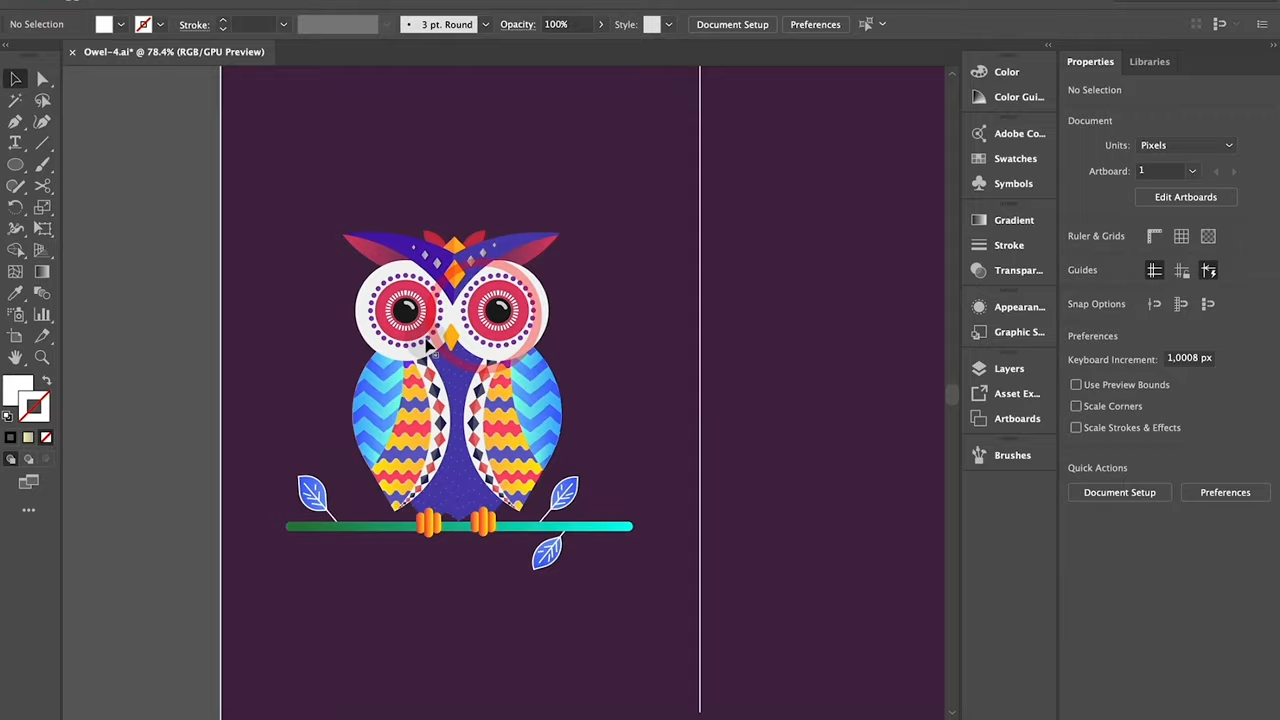 No Selection
Stroke:
3 pt. Round
Opacity: 100%
Style:
Document Setup
Preferences
Owel-4.ai* @ 78.4% (RGB/GPU Preview)
Color
Color Gui...
Adobe Co...
Swatches
Symbols
Gradient
Stroke
Transpar...
Appearan...
Graphic S...
Layers
Asset Ex...
Artboards
Brushes
Properties
Libraries
No Selection
Document
Units: Pixels
Artboard: 1
Edit Artboards
Ruler & Grids
Guides
Snap Options
Preferences
Keyboard Increment: 1,0008 px
Use Preview Bounds
Scale Corners
Scale Strokes & Effects
Quick Actions
Document Setup
Preferences